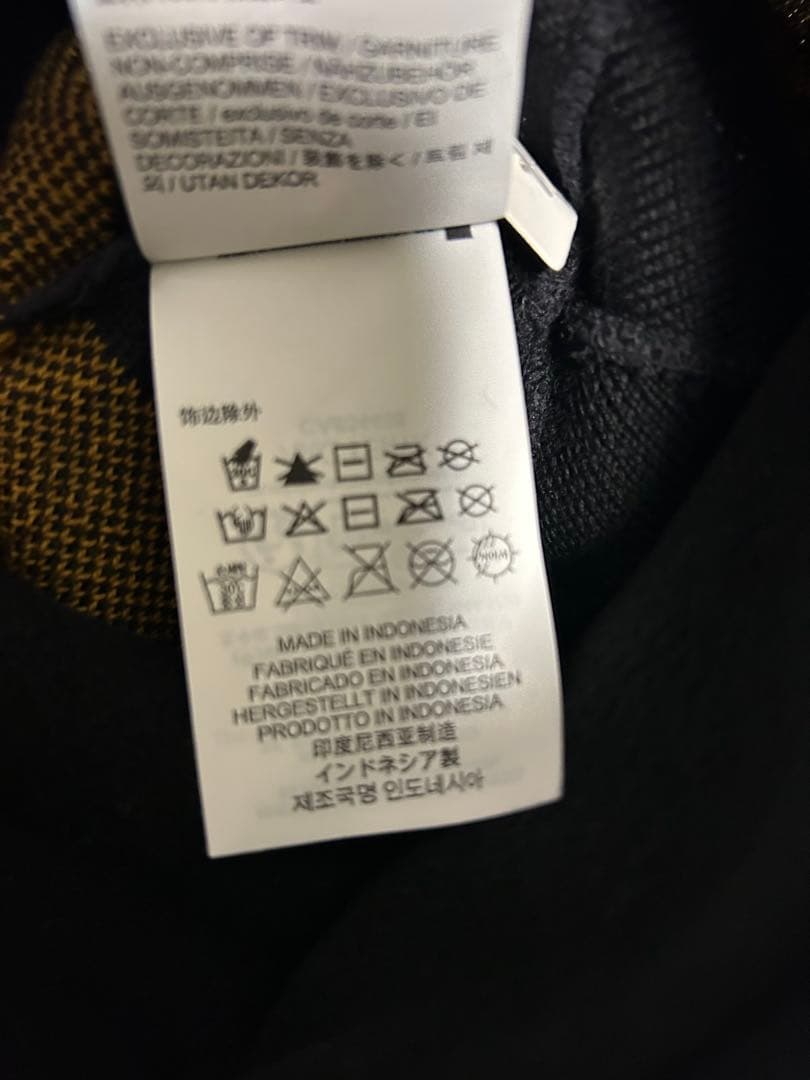 EXCLUSIVE OF TRIM / GARNITURE
NON-COMPRISE / NÄHZUBEHÖR
AUSGENOMMEN / EXCLUSIVO DE
CORTE / exclusivo de corte / EI
SOMISTEITA / SENZA
DECORAZIONI / 装飾を除く / 트림 제
외 / UTAN DEKOR
饰边除外
MADE IN INDONESIA
FABRIQUÉ EN INDONESIE
FABRICADO EN INDONESIA
HERGESTELLT IN INDONESIEN
PRODOTTO IN INDONESIA
印度尼西亚制造
インドネシア製
제조국명 인도네시아